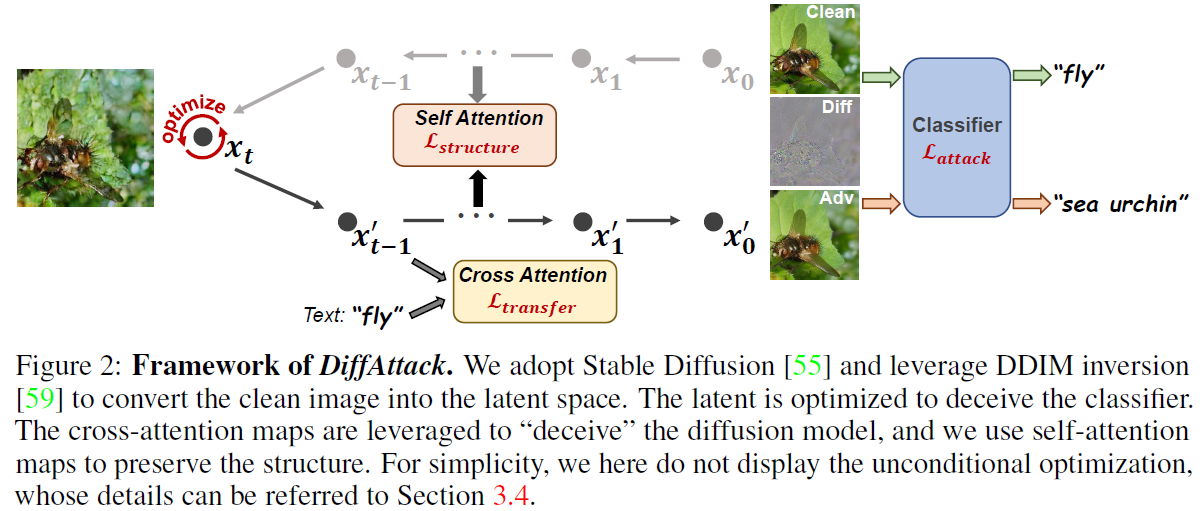 optimize
x_t
x_{t−1}
· · ·
x_1
x_0
Self Attention
ℒ_{structure}
x′_{t−1}
· · ·
x′_1
x′_0
Text: "fly"
Cross Attention
ℒ_{transfer}
Clean
Diff
Adv
Classifier
ℒ_{attack}
"fly"
"sea urchin"
Figure 2: Framework of DiffAttack. We adopt Stable Diffusion [55] and leverage DDIM inversion
[59] to convert the clean image into the latent space. The latent is optimized to deceive the classifier.
The cross-attention maps are leveraged to “deceive” the diffusion model, and we use self-attention
maps to preserve the structure. For simplicity, we here do not display the unconditional optimization,
whose details can be referred to Section 3.4.